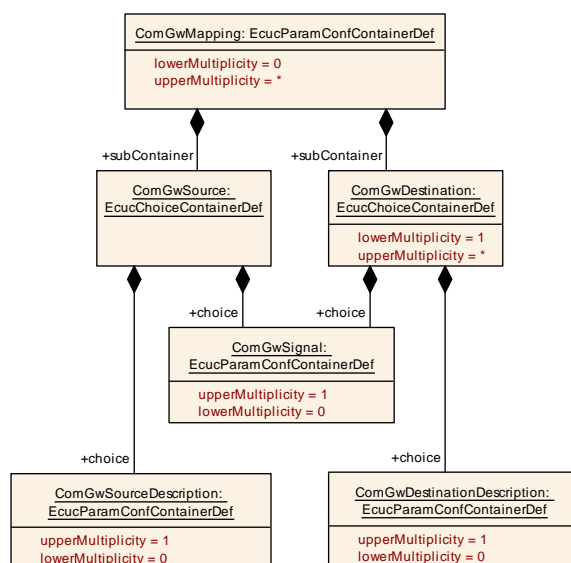 ComGwMapping: EcucParamConfContainerDef
lowerMultiplicity = 0
upperMultiplicity = *
+subContainer
+subContainer
ComGwSource:
EcucChoiceContainerDef
ComGwDestination:
EcucChoiceContainerDef
lowerMultiplicity = 1
upperMultiplicity = *
+choice
+choice
ComGwSignal:
EcucParamConfContainerDef
upperMultiplicity = 1
lowerMultiplicity = 0
+choice
+choice
ComGwSourceDescription:
EcucParamConfContainerDef
upperMultiplicity = 1
lowerMultiplicity = 0
ComGwDestinationDescription:
EcucParamConfContainerDef
upperMultiplicity = 1
lowerMultiplicity = 0